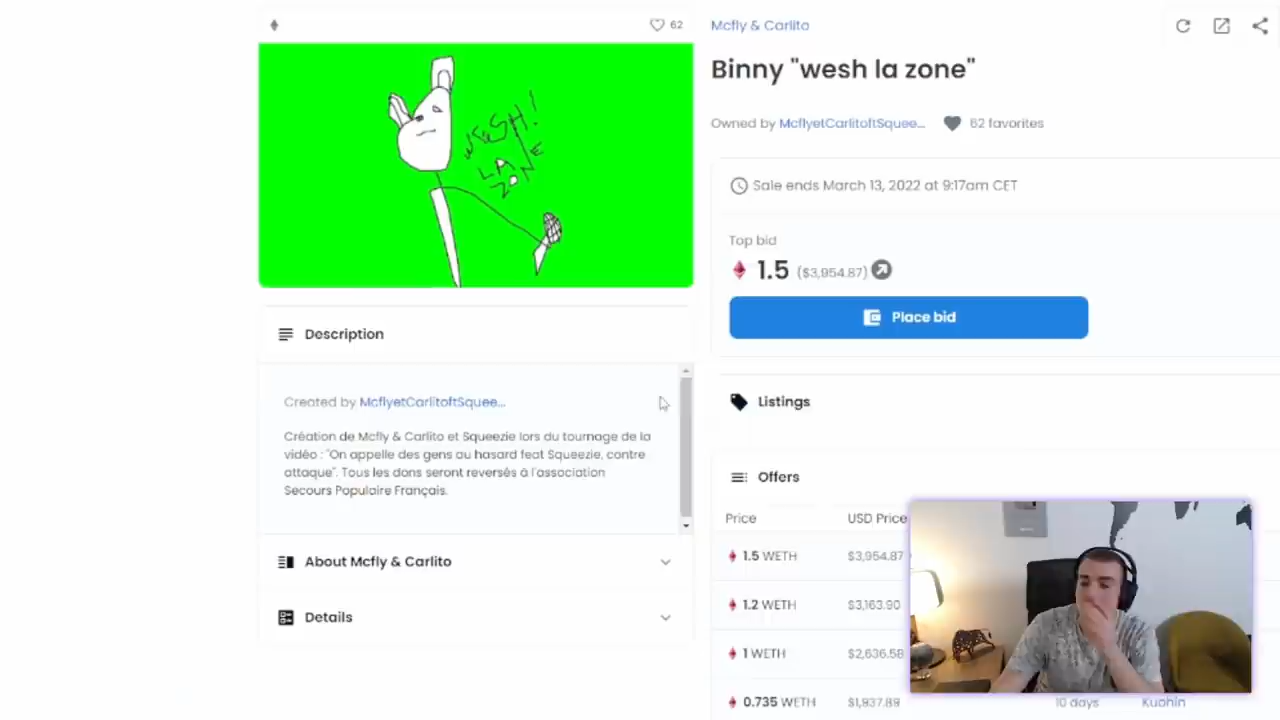 62
Mcfly & Carlito
Binny "wesh la zone"
Owned by McflyetCarlitoftSquee... 62 favorites
WESH!
LA
ZONE
Sale ends March 13, 2022 at 9:17am CET
Top bid
1.5 ($3,954.87)
Place bid
Description
Created by McflyetCarlitoftSquee...
Création de Mcfly & Carlito et Squeezie lors du tournage de la
vidéo : "On appelle des gens au hasard feat Squeezie, contre
attaque". Tous les dons seront reversés à l'association
Secours Populaire Français.
About Mcfly & Carlito
Details
Listings
Offers
Price USD Price
1.5 WETH $3,954.87
1.2 WETH $3,163.90
1 WETH $2,636.58
0.735 WETH $1,937.89 10 days Kuohin